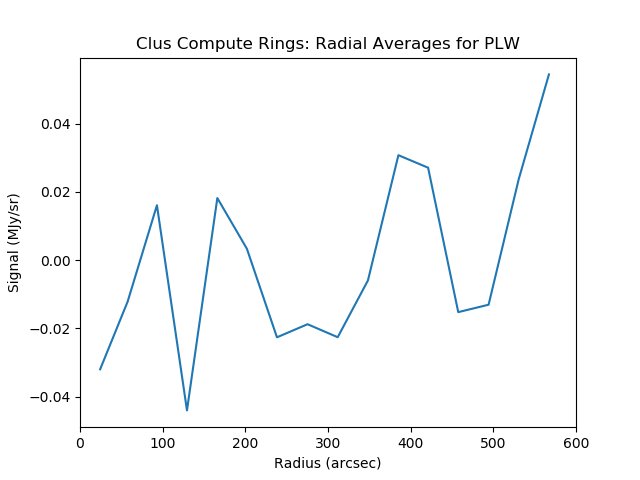 Clus Compute Rings: Radial Averages for PLW
Signal (MJy/sr)
0.04
0.02
0.00
−0.02
−0.04
0 100 200 300 400 500 600
Radius (arcsec)